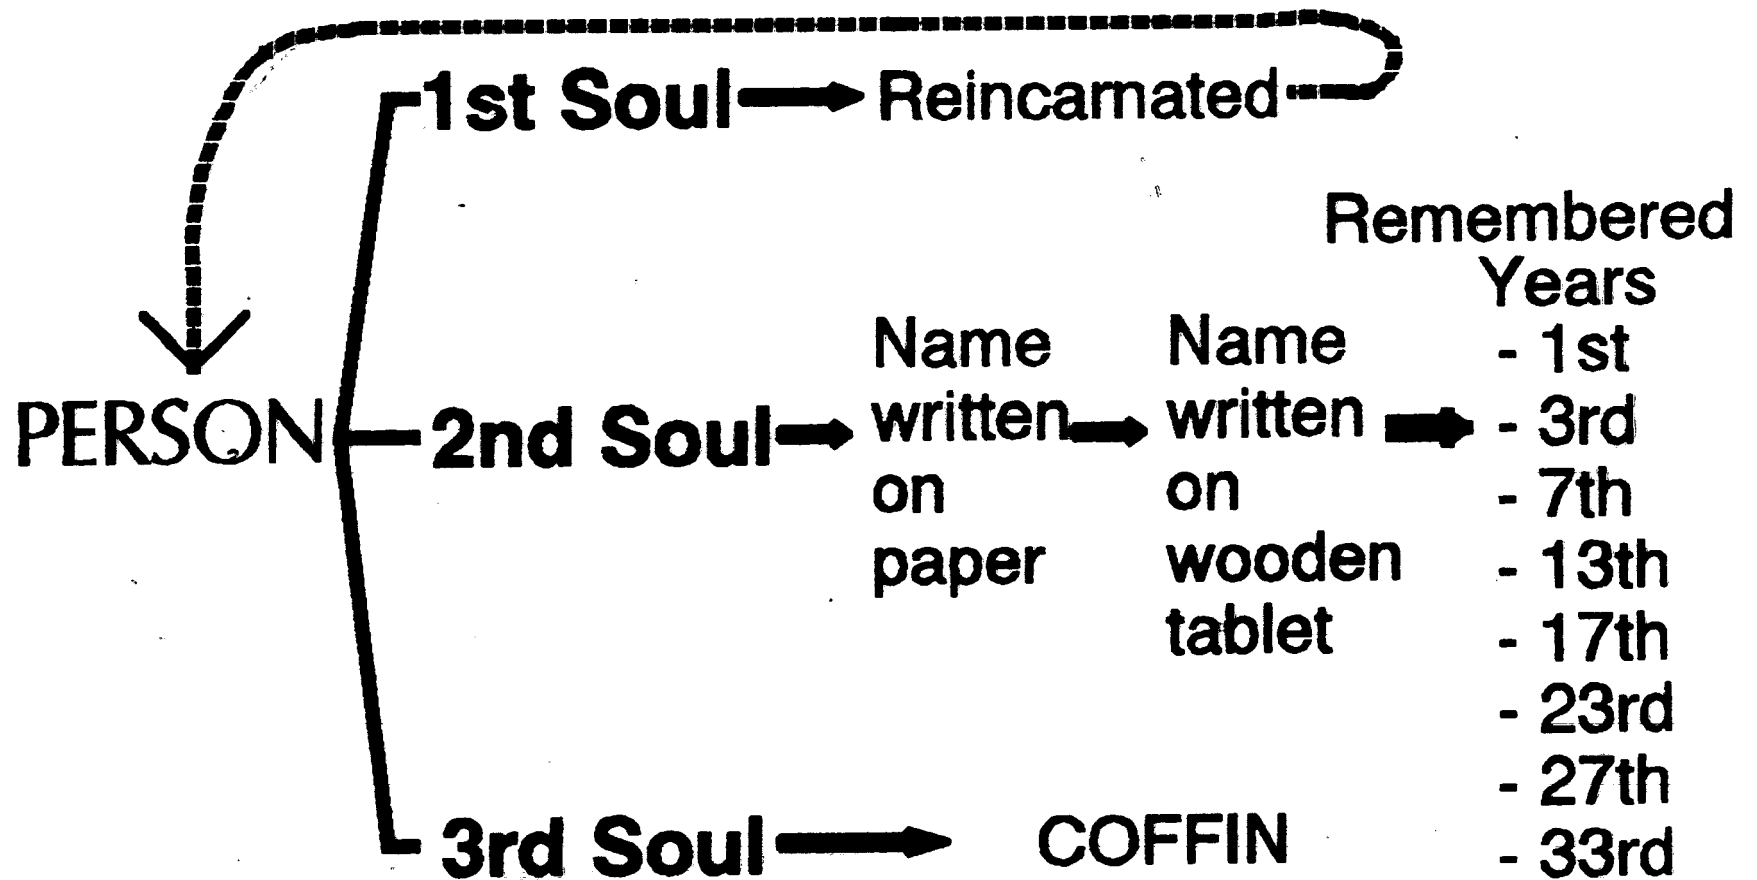 1st Soul Reincarnated
PERSON
2nd Soul
Name
written
on
paper
Name
written
on
wooden
tablet
Remembered
Years
- 1st
- 3rd
- 7th
- 13th
- 17th
- 23rd
- 27th
- 33rd
3rd Soul COFFIN